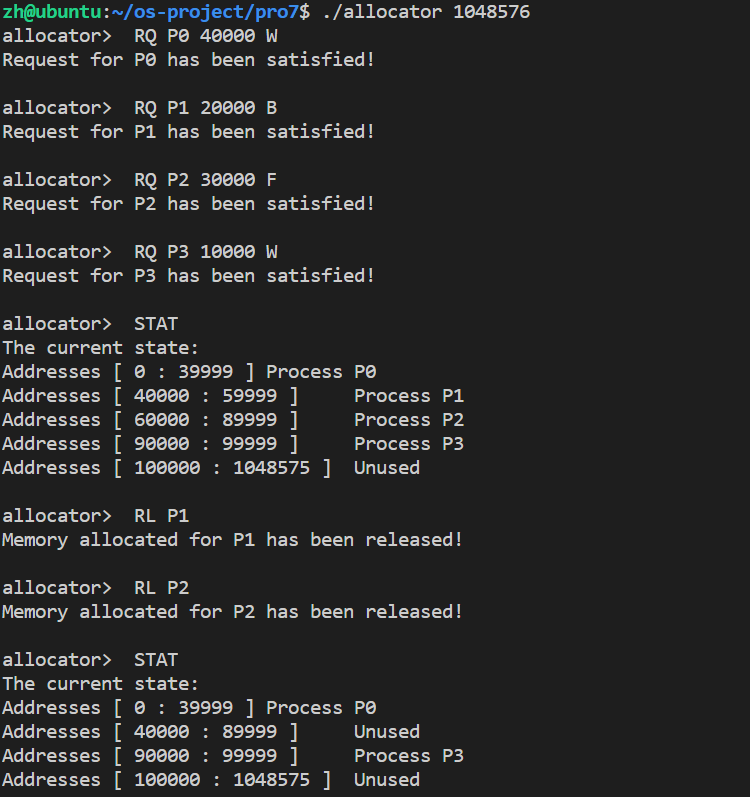 zh@ubuntu:~/os-project/pro7$ ./allocator 1048576
allocator>  RQ P0 40000 W
Request for P0 has been satisfied!
allocator>  RQ P1 20000 B
Request for P1 has been satisfied!
allocator>  RQ P2 30000 F
Request for P2 has been satisfied!
allocator>  RQ P3 10000 W
Request for P3 has been satisfied!
allocator>  STAT
The current state:
Addresses [ 0 : 39999 ] Process P0
Addresses [ 40000 : 59999 ]     Process P1
Addresses [ 60000 : 89999 ]     Process P2
Addresses [ 90000 : 99999 ]     Process P3
Addresses [ 100000 : 1048575 ]  Unused
allocator>  RL P1
Memory allocated for P1 has been released!
allocator>  RL P2
Memory allocated for P2 has been released!
allocator>  STAT
The current state:
Addresses [ 0 : 39999 ] Process P0
Addresses [ 40000 : 89999 ]     Unused
Addresses [ 90000 : 99999 ]     Process P3
Addresses [ 100000 : 1048575 ]  Unused